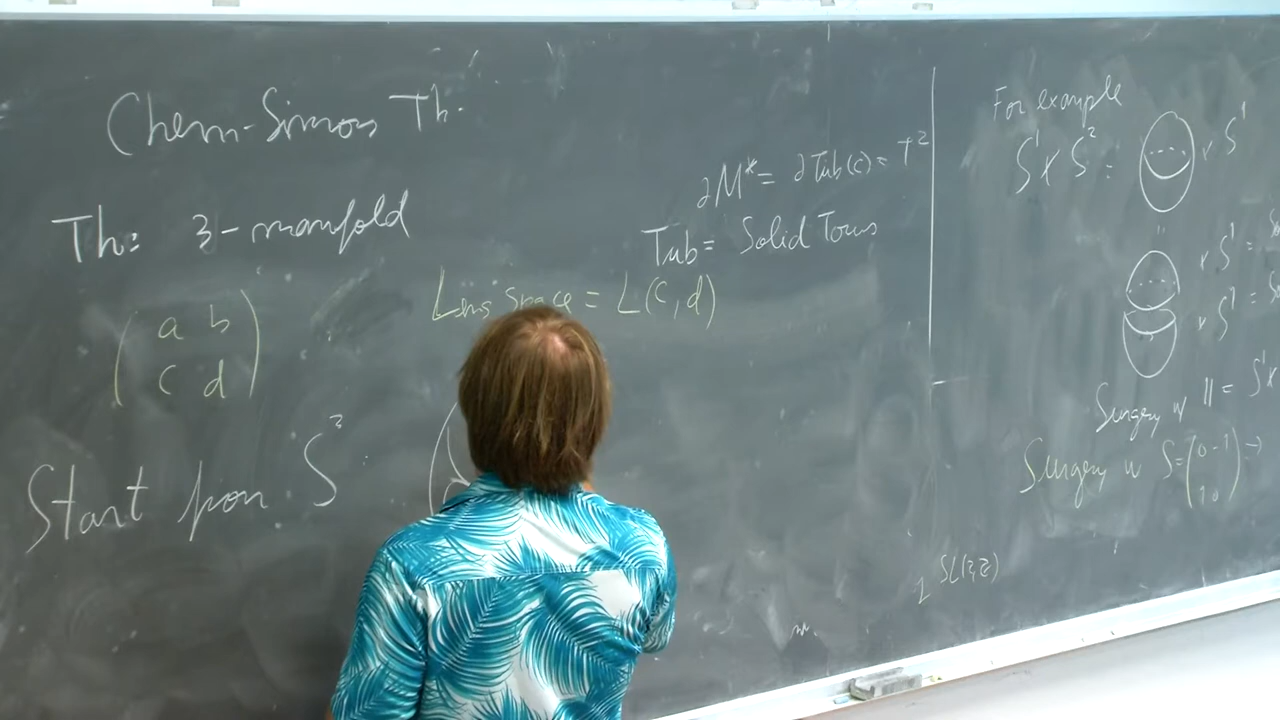 Chern-Simons Th.
Th: 3-manifold
( a b
c d )
Lens space = L(c,d)
Start from S³
∂M* = ∂Tub(c) = T²
Tub = Solid Torus
For example
S¹ x S² = x S¹
"
x S¹ =
x S¹ =
Surgery w 1 = S¹ x
Surgery w S = (0 -1
1 0) →
SL(2,Z)